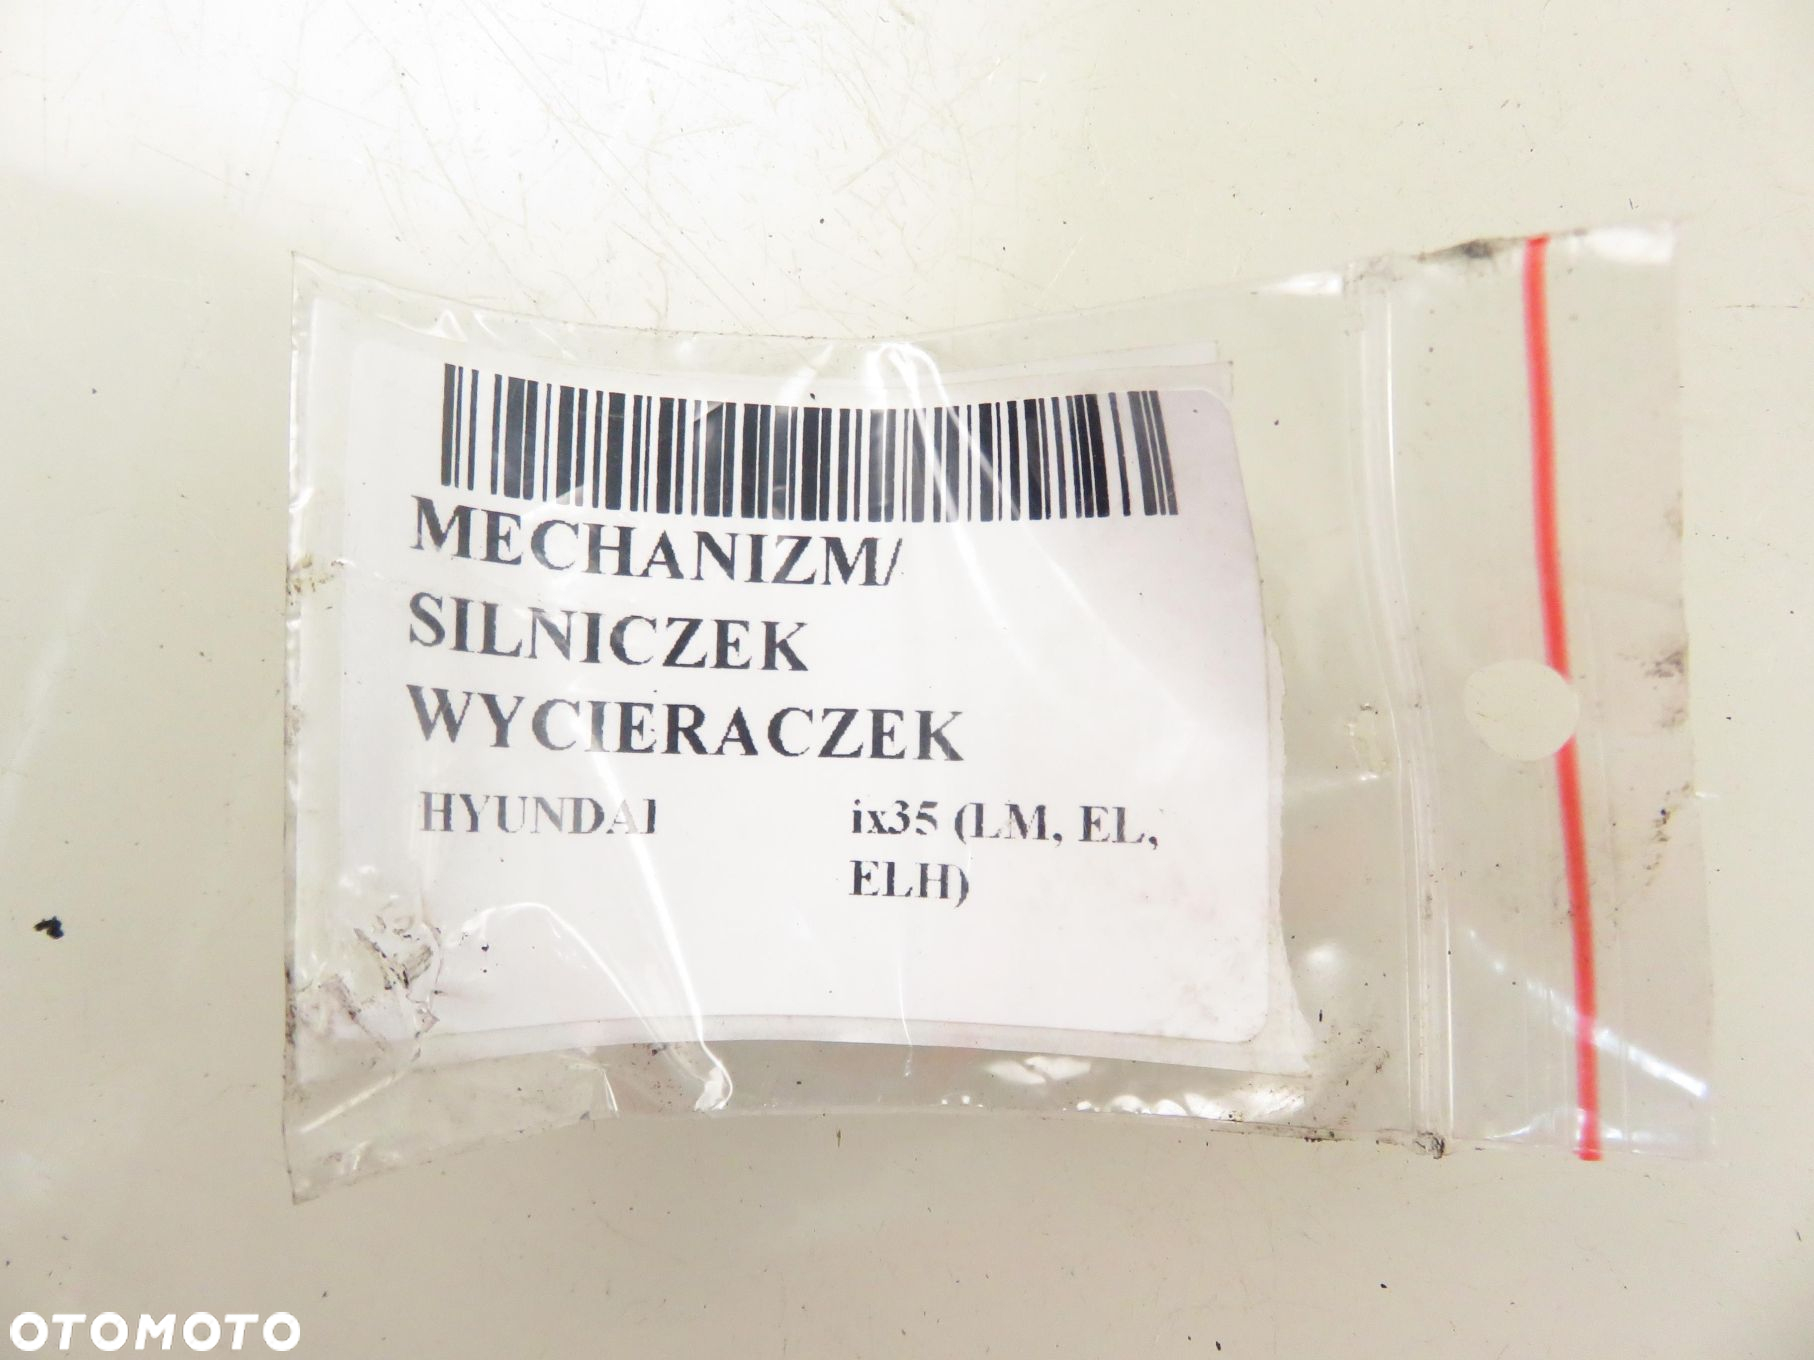 MECHANIZM/
SILNICZEK
WYCIERACZEK
HYUNDAI ix35 (LM, EL,
ELH)
OTOMOTO